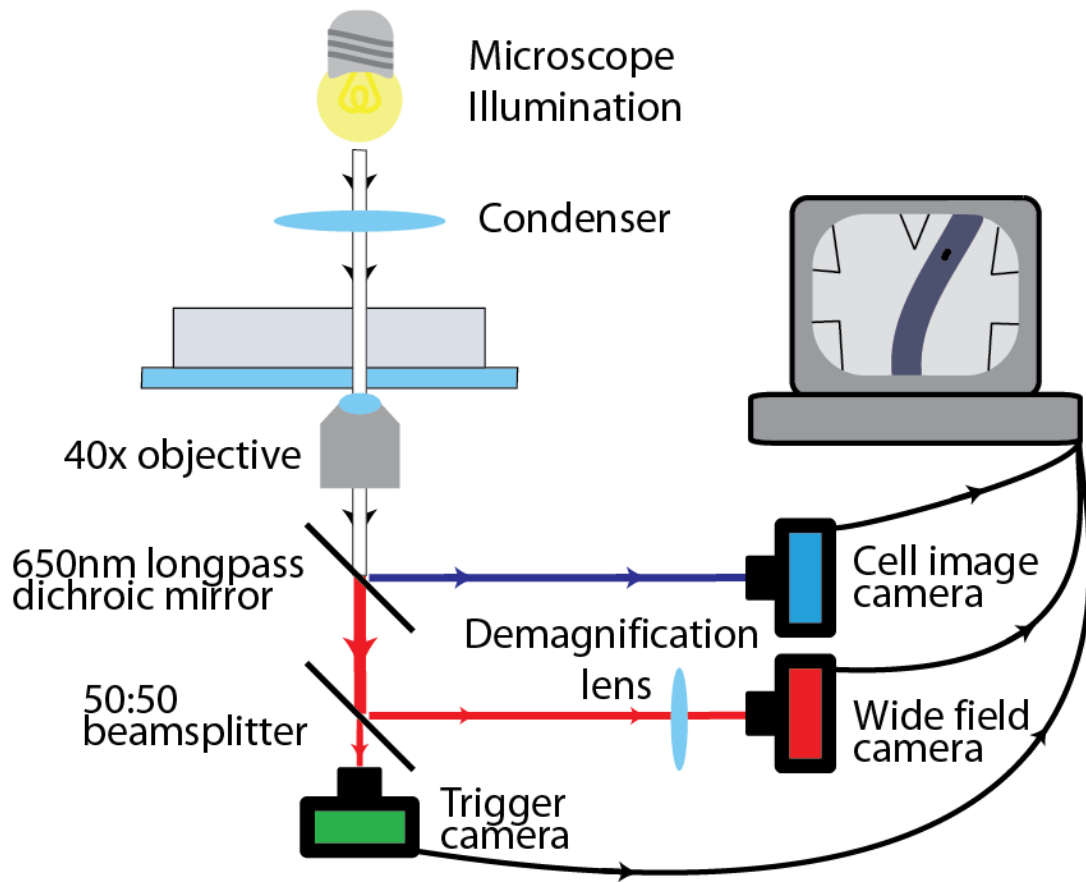 Microscope
Illumination
Condenser
40x objective
650nm longpass
dichroic mirror
Cell image
camera
Demagnification
lens
50:50
beamsplitter
Wide field
camera
Trigger
camera